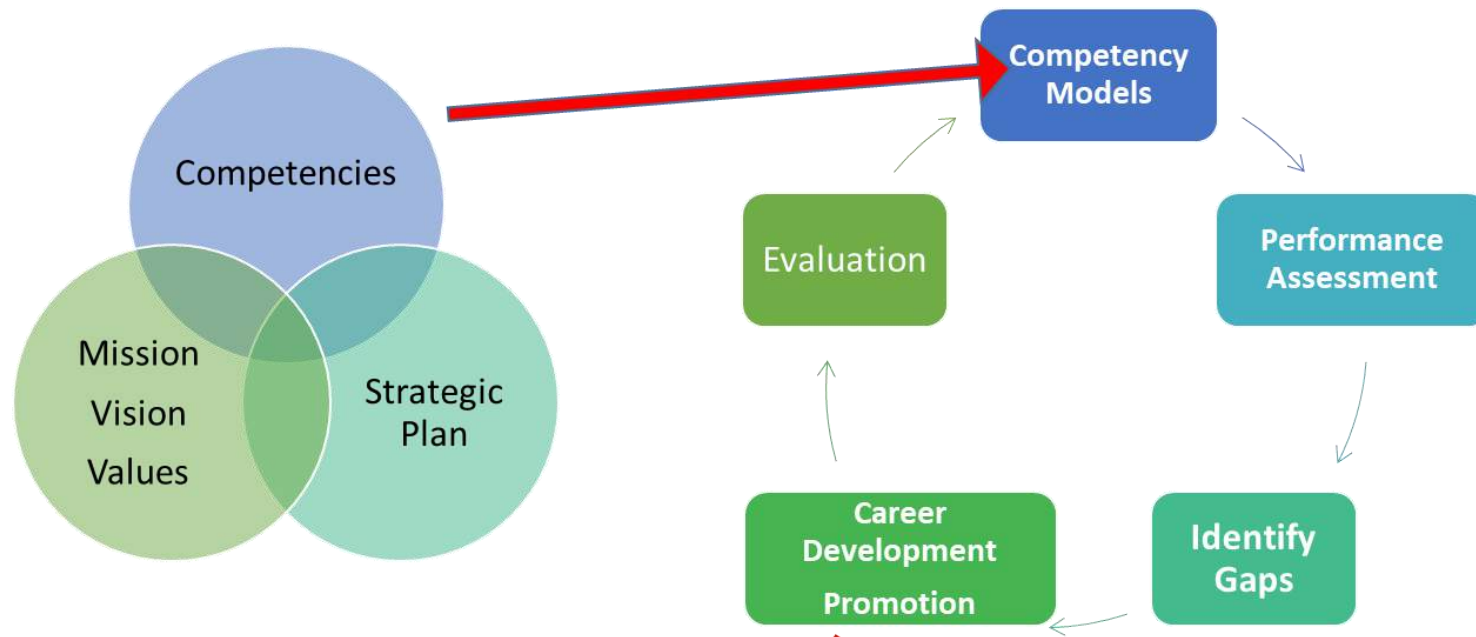 Competencies
Mission
Vision
Values
Strategic
Plan
Competency
Models
Performance
Assessment
Identify
Gaps
Career
Development
Promotion
Evaluation